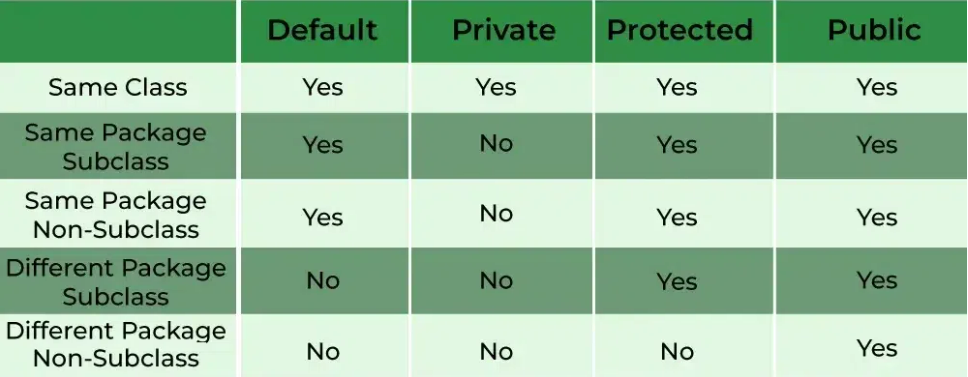 Default Private Protected Public
Same Class Yes Yes Yes Yes
Same Package
Subclass Yes No Yes Yes
Same Package
Non-Subclass Yes No Yes Yes
Different Package
Subclass No No Yes Yes
Different Package
Non-Subclass No No No Yes